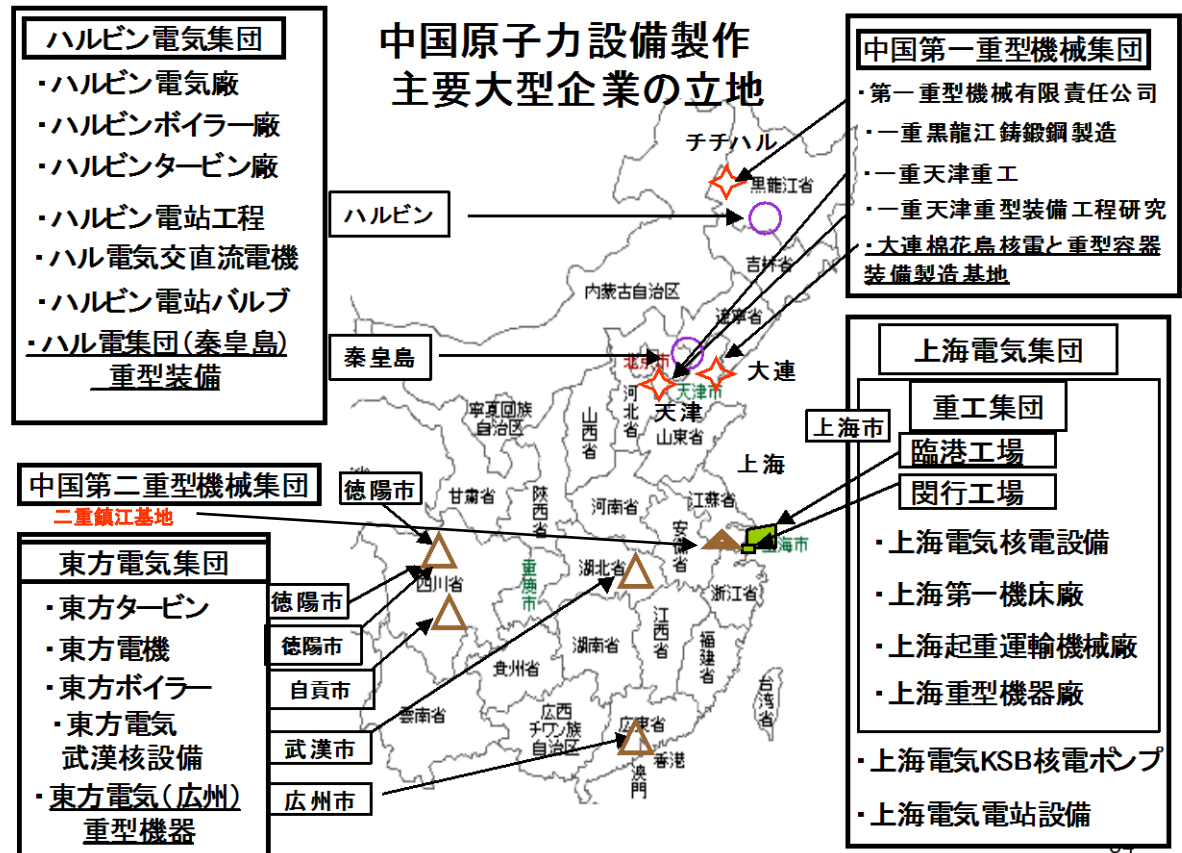 ハルビン電気集団
・ハルビン電気廠
・ハルビンボイラー廠
・ハルビンタービン廠
・ハルビン電站工程
・ハル電気交直流電機
・ハルビン電站バルブ
・ハル電集団(秦皇島)
重型装備
中国原子力設備製作
主要大型企業の立地
中国第一重型機械集団
・第一重型機械有限責任公司
・一重黒龍江鋳鍛鋼製造
・一重天津重工
・一重天津重型装備工程研究
・大連棉花島核電と重型容器
装備製造基地
チチハル
黒龍江省
ハルビン
吉林省
内蒙古自治区
遼寧省
秦皇島
北京市
大連
天津市
天津
河北省
山西省
寧夏回族
自治区
山東省
上海
上海電気集団
重工集団
上海市
臨港工場
閔行工場
・上海電気核電設備
・上海第一機床廠
・上海起重運輸機械廠
・上海重型機器廠
・上海電気KSB核電ポンプ
・上海電気電站設備
中国第二重型機械集団
二重鎮江基地
徳陽市
甘粛省
陝西省
河南省
江蘇省
安徽省
上海市
東方電気集団
・東方タービン
・東方電機
・東方ボイラー
・東方電気
武漢核設備
・東方電気(広州)
重型機器
徳陽市
徳陽市
自貢市
武漢市
広州市
四川省
重慶市
湖北省
浙江省
湖南省
江西省
福建省
貴州省
雲南省
広西
チワン族
自治区
広東省
台湾省
香港
澳門